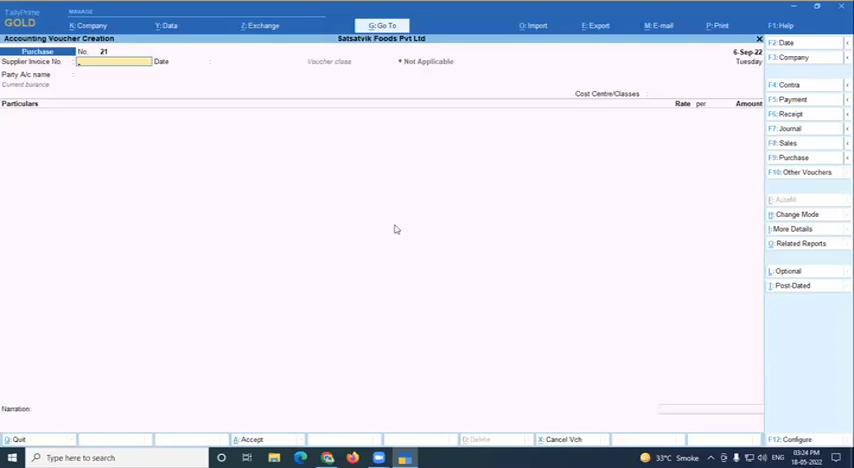 TallyPrime MANAGE
GOLD K: Company Y: Data Z: Exchange G: Go To O: Import E: Export M: E-mail P: Print F1: Help
Accounting Voucher Creation Satsatvik Foods Pvt Ltd
Purchase No. 21 6-Sep-22
Supplier Invoice No. : Date : Voucher class ♦ Not Applicable Tuesday
Party A/c name :
Current balance
Cost Centre/Classes :
Particulars Rate per Amount
Narration:
F2: Date
F3: Company
F4: Contra
F5: Payment
F6: Receipt
F7: Journal
F8: Sales
F9: Purchase
F10: Other Vouchers
E: Autofill
H: Change Mode
I: More Details
O: Related Reports
L: Optional
T: Post-Dated
Q: Quit A: Accept D: Delete X: Cancel Vch F12: Configure
Type here to search 33°C Smoke ENG 03:24 PM
18-05-2022